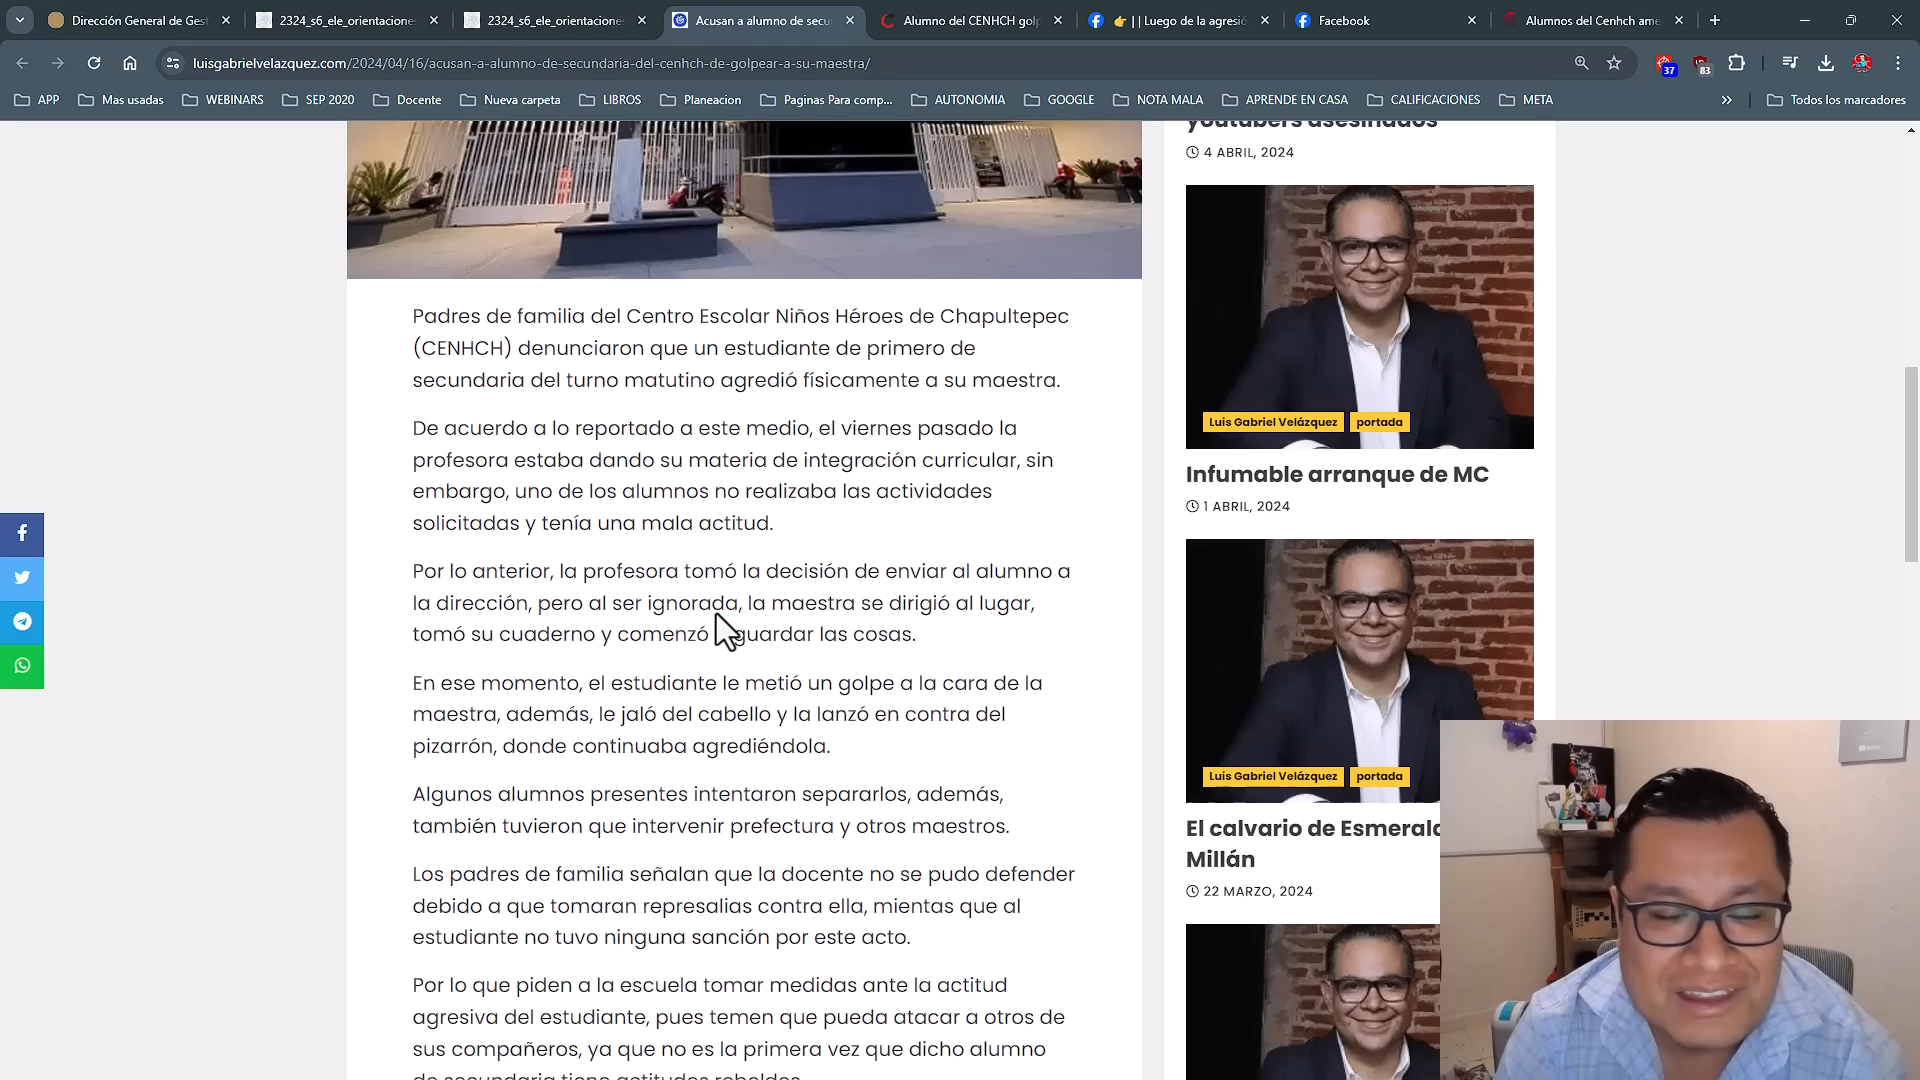 Dirección General de Gest
2324_s6_ele_orientacione
2324_s6_ele_orientacione
Acusan a alumno de secu
Alumno del CENHCH gol
👉 || Luego de la agresió
Facebook
Alumnos del Cenhch ame
luisgabrielvelazquez.com/2024/04/16/acusan-a-alumno-de-secundaria-del-cenhch-de-golpear-a-su-maestra/
37
83
APP
Mas usadas
WEBINARS
SEP 2020
Docente
Nueva carpeta
LIBROS
Planeacion
Paginas Para comp...
AUTONOMIA
GOOGLE
NOTA MALA
APRENDE EN CASA
CALIFICACIONES
META
Todos los marcadores
Padres de familia del Centro Escolar Niños Héroes de Chapultepec
(CENHCH) denunciaron que un estudiante de primero de
secundaria del turno matutino agredió físicamente a su maestra.
De acuerdo a lo reportado a este medio, el viernes pasado la
profesora estaba dando su materia de integración curricular, sin
embargo, uno de los alumnos no realizaba las actividades
solicitadas y tenía una mala actitud.
Por lo anterior, la profesora tomó la decisión de enviar al alumno a
la dirección, pero al ser ignorada, la maestra se dirigió al lugar,
tomó su cuaderno y comenzó guardar las cosas.
En ese momento, el estudiante le metió un golpe a la cara de la
maestra, además, le jaló del cabello y la lanzó en contra del
pizarrón, donde continuaba agrediéndola.
Algunos alumnos presentes intentaron separarlos, además,
también tuvieron que intervenir prefectura y otros maestros.
Los padres de familia señalan que la docente no se pudo defender
debido a que tomaran represalias contra ella, mientas que al
estudiante no tuvo ninguna sanción por este acto.
Por lo que piden a la escuela tomar medidas ante la actitud
agresiva del estudiante, pues temen que pueda atacar a otros de
sus compañeros, ya que no es la primera vez que dicho alumno
de secundaria tiene actitudes rebeldes.
youtubers asesinados
4 ABRIL, 2024
Luis Gabriel Velázquez
portada
Infumable arranque de MC
1 ABRIL, 2024
Luis Gabriel Velázquez
portada
El calvario de Esmerald
Millán
22 MARZO, 2024